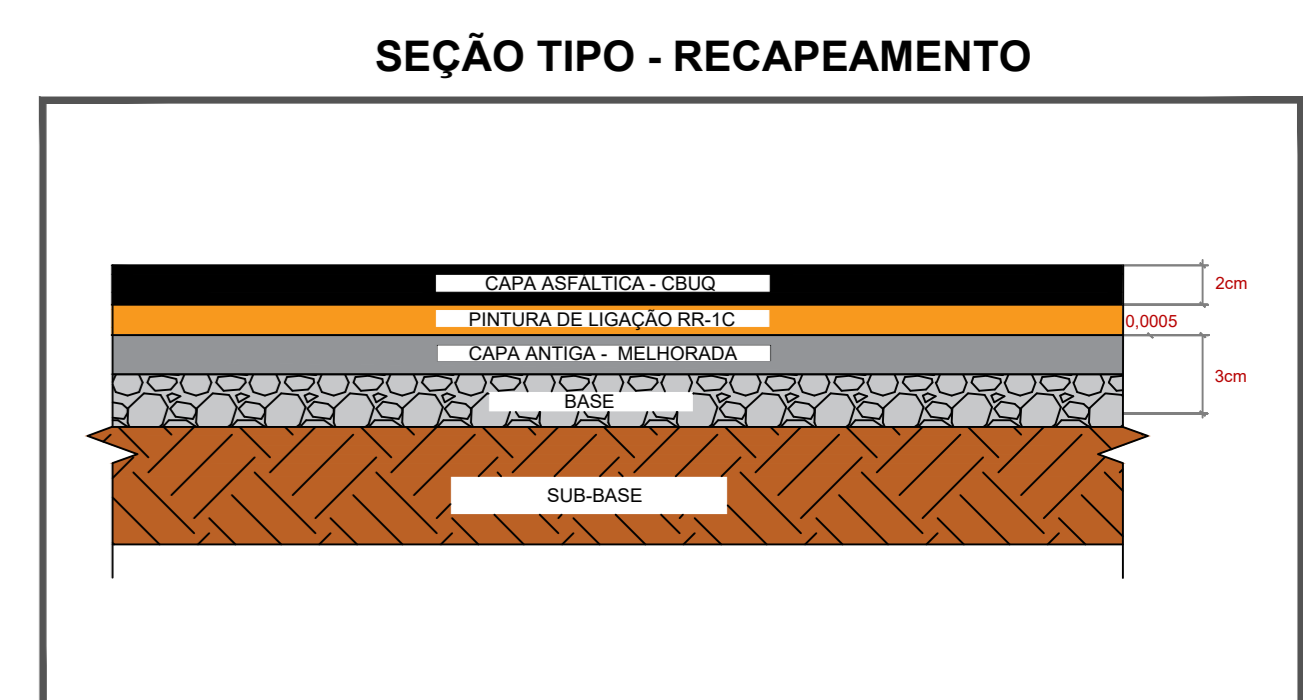 SEÇÃO TIPO - RECAPEAMENTO
CAPA ASFÁLTICA - CBUQ
2cm
PINTURA DE LIGAÇÃO RR-1C
0,0005
CAPA ANTIGA - MELHORADA
3cm
BASE
SUB-BASE